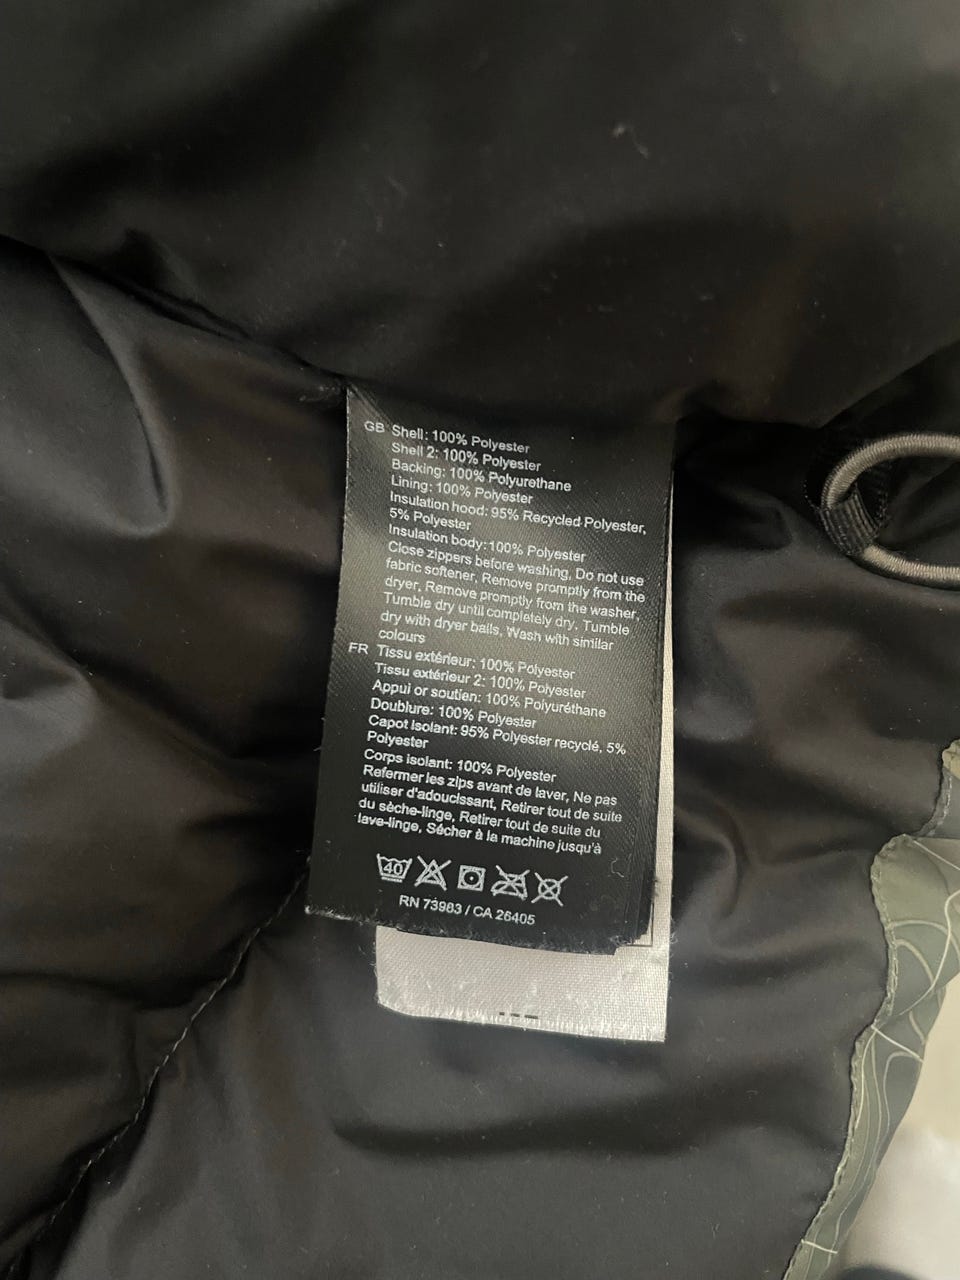 GB Shell: 100% Polyester
Shell 2: 100% Polyester
Backing: 100% Polyurethane
Lining: 100% Polyester
Insulation hood: 95% Recycled Polyester,
5% Polyester
Insulation body: 100% Polyester
Close zippers before washing, Do not use
fabric softener, Remove promptly from the
dryer, Remove promptly from the washer,
Tumble dry until completely dry, Tumble
dry with dryer balls, Wash with similar
colours
FR Tissu extérieur: 100% Polyester
Tissu extérieur 2: 100% Polyester
Appui or soutien: 100% Polyuréthane
Doublure: 100% Polyester
Capot isolant: 95% Polyester recyclé, 5%
Polyester
Corps isolant: 100% Polyester
Refermer les zips avant de laver, Ne pas
utiliser d'adoucissant, Retirer tout de suite
du sèche-linge, Retirer tout de suite du
lave-linge, Sécher à la machine jusqu'à
40
RN 73983 / CA 26405